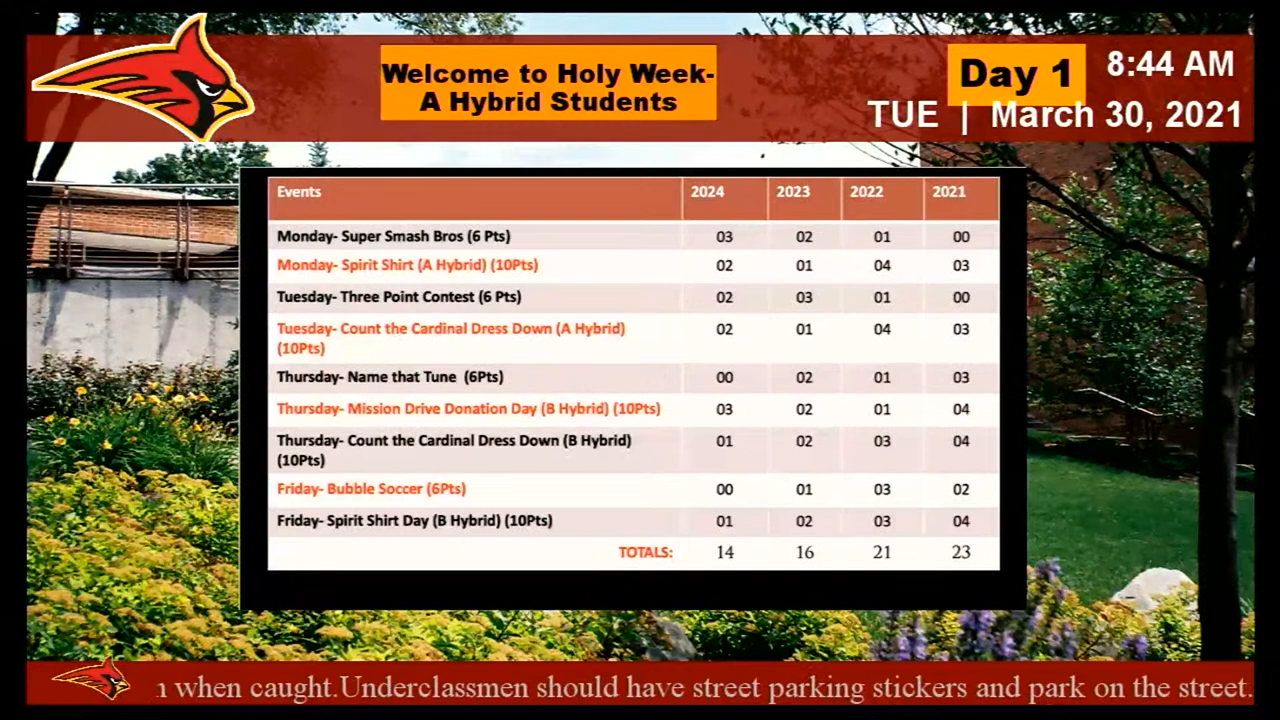 Welcome to Holy Week-
A Hybrid Students
Day 1
8:44 AM
TUE | March 30, 2021
Events 2024 2023 2022 2021
Monday- Super Smash Bros (6 Pts) 03 02 01 00
Monday- Spirit Shirt (A Hybrid) (10Pts) 02 01 04 03
Tuesday- Three Point Contest (6 Pts) 02 03 01 00
Tuesday- Count the Cardinal Dress Down (A Hybrid) 02 01 04 03
(10Pts)
Thursday- Name that Tune (6Pts) 00 02 01 03
Thursday- Mission Drive Donation Day (B Hybrid) (10Pts) 03 02 01 04
Thursday- Count the Cardinal Dress Down (B Hybrid) 01 02 03 04
(10Pts)
Friday- Bubble Soccer (6Pts) 00 01 03 02
Friday- Spirit Shirt Day (B Hybrid) (10Pts) 01 02 03 04
TOTALS: 14 16 21 23
when caught.Underclassmen should have street parking stickers and park on the street.